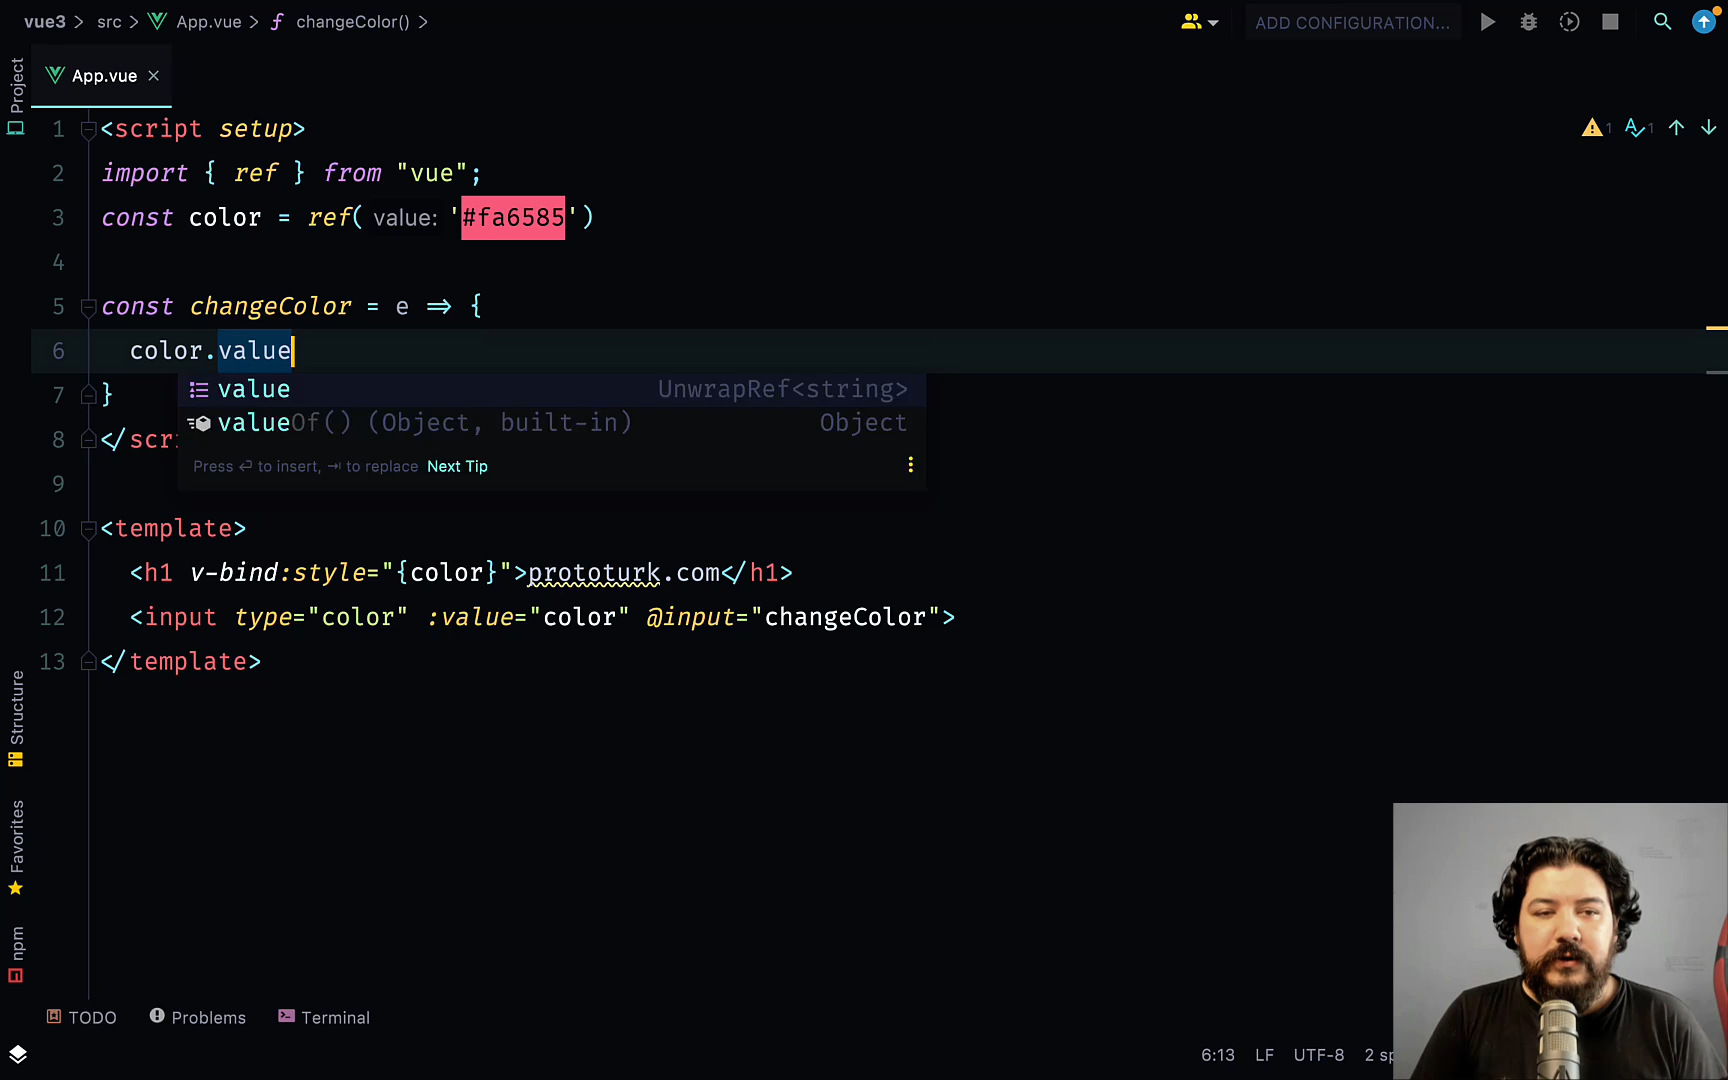 vue3 > src > App.vue > changeColor() >
ADD CONFIGURATION...
Project
App.vue ×
1 <script setup>
2 import { ref } from "vue";
3 const color = ref( value: '#fa6585')
4
5 const changeColor = e => {
6 color.value
7 }
8 </scri
9
10 <template>
11 <h1 v-bind:style="{color}">prototurk.com</h1>
12 <input type="color" :value="color" @input="changeColor">
13 </template>
1 1
value UnwrapRef<string>
valueOf() (Object, built-in) Object
Press ⏎ to insert, ⇥ to replace Next Tip
Structure
Favorites
npm
TODO Problems Terminal
6:13 LF UTF-8 2 sp